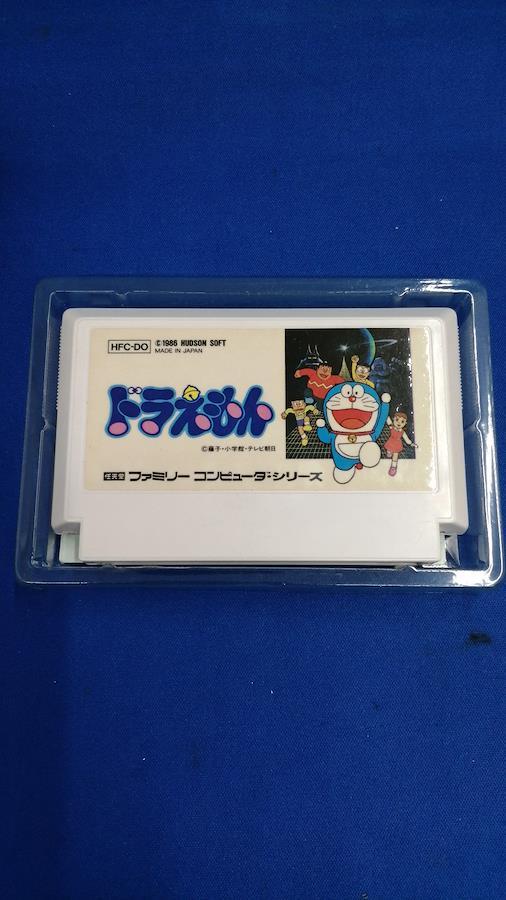 HFC-DO
©1986 HUDSON SOFT
MADE IN JAPAN
ドラえもん
©藤子・小学館・テレビ朝日
任天堂 ファミリー コンピュータ・シリーズ